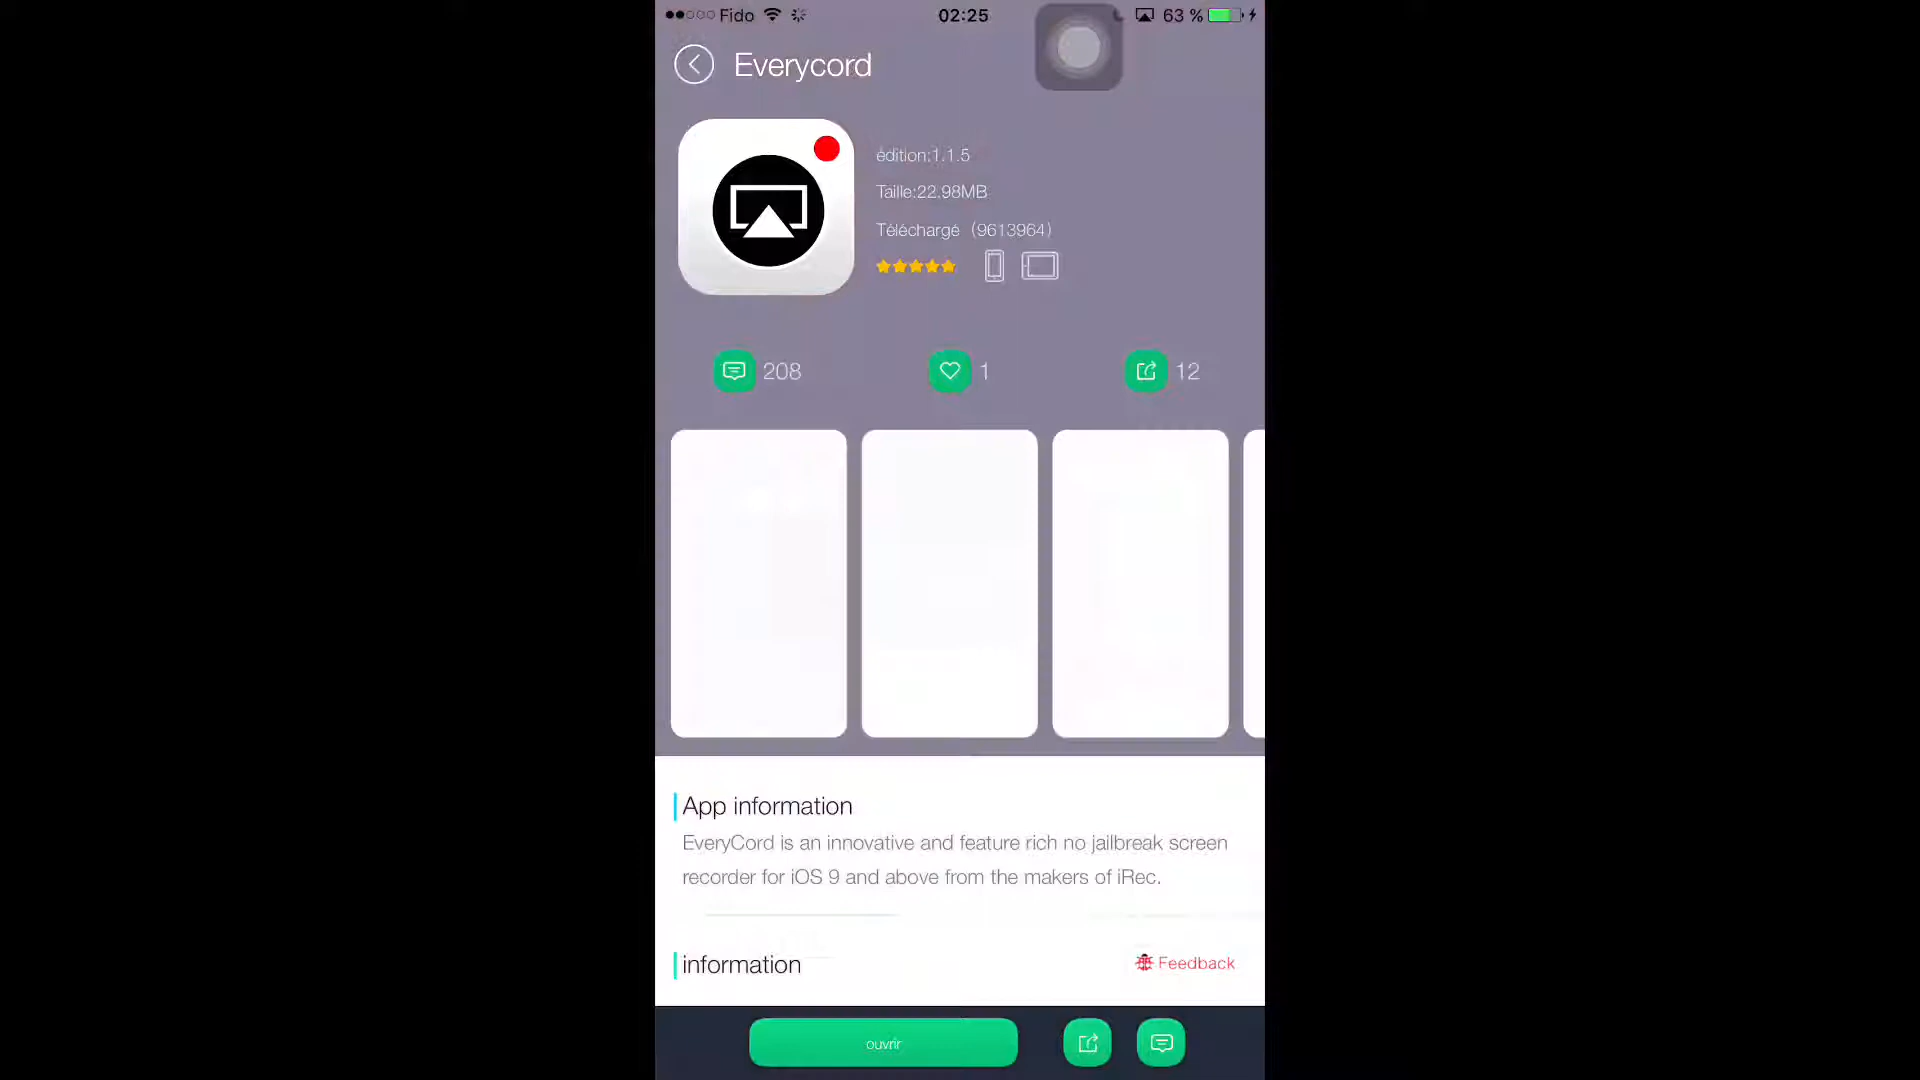 Fido 02:25 63 %
Everycord
édition:1.1.5
Taille:22.98MB
Téléchargé（9613964）
208 1 12
App information
EveryCord is an innovative and feature rich no jailbreak screen
recorder for iOS 9 and above from the makers of iRec.
information Feedback
ouvrir